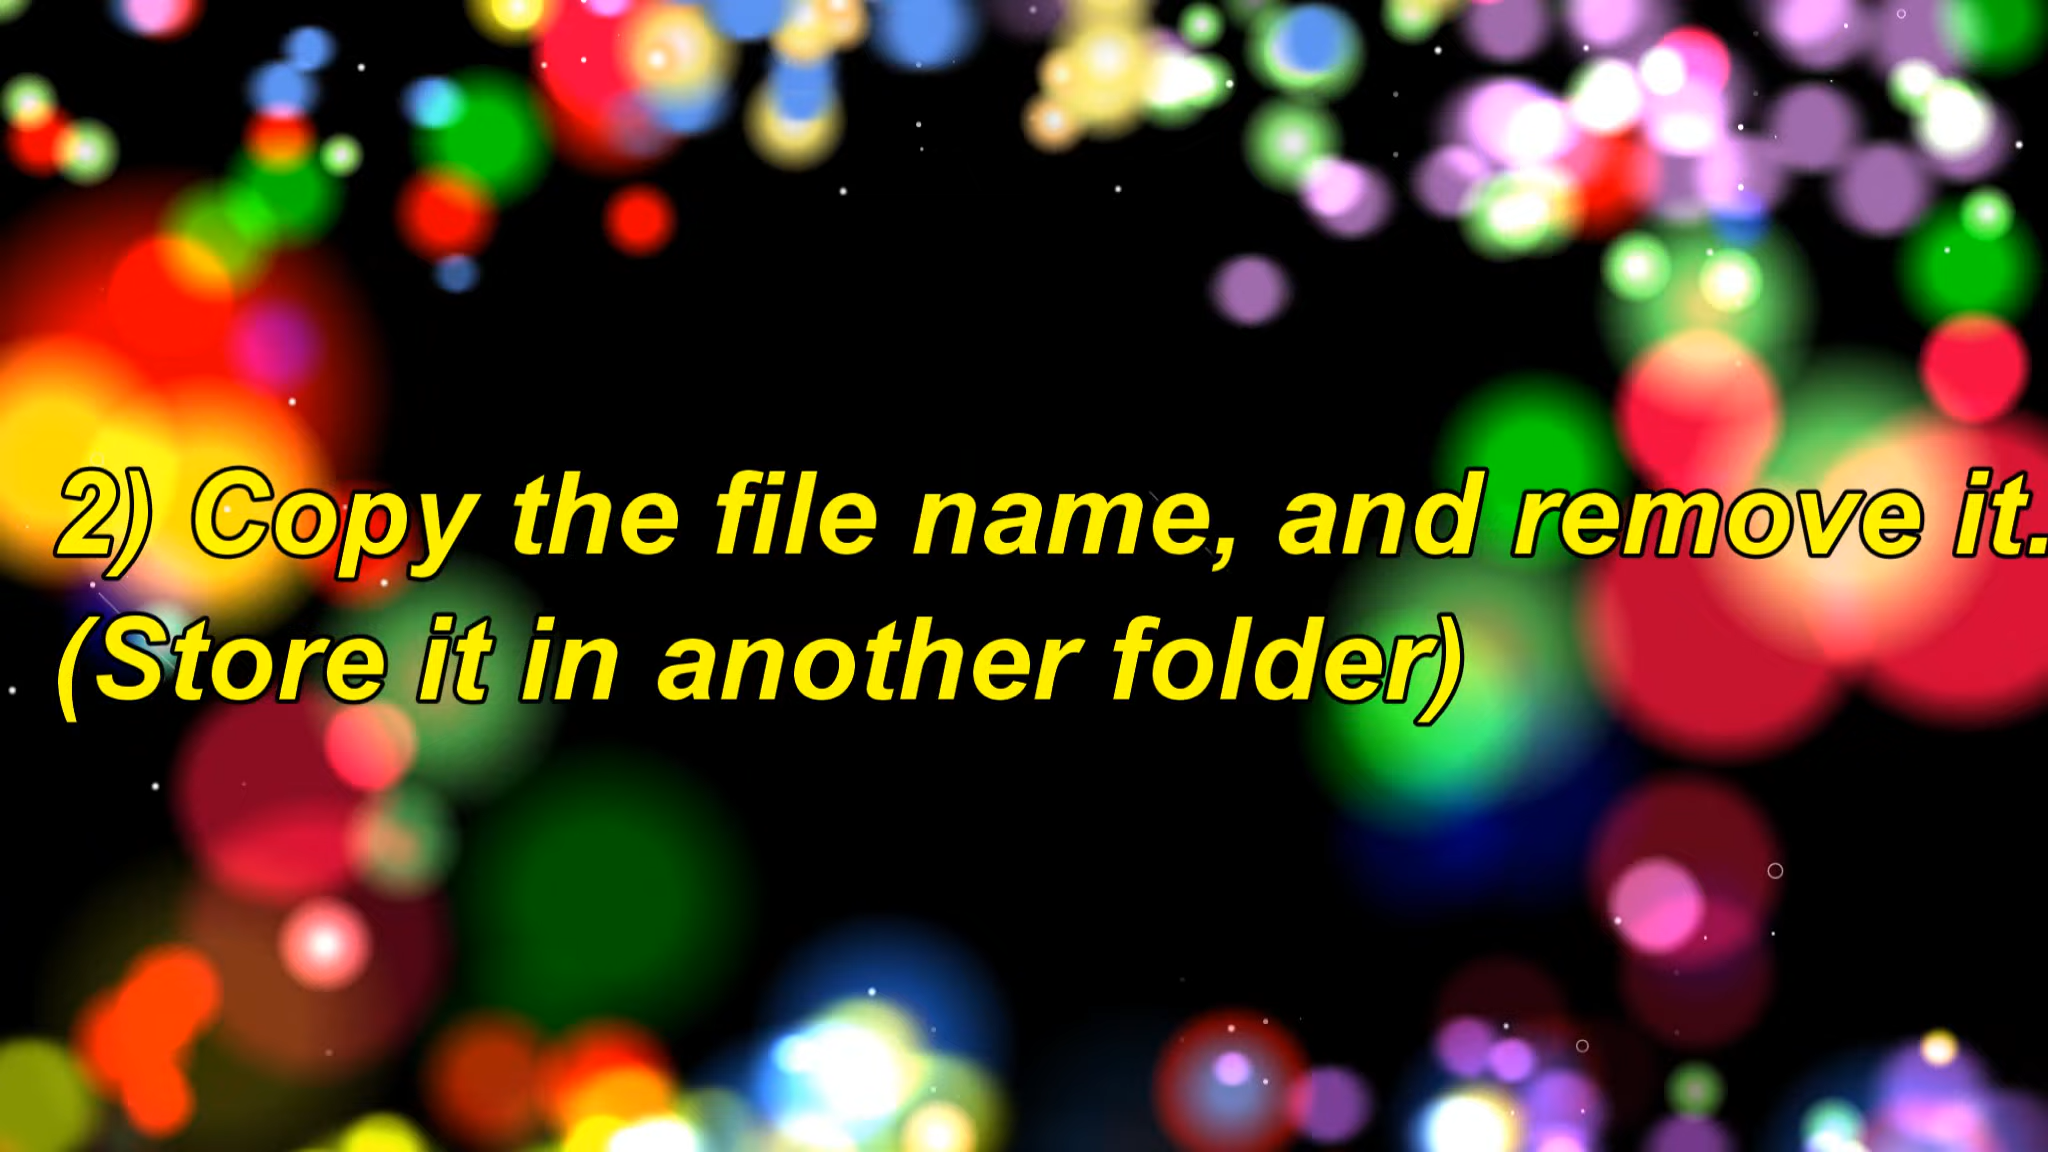 2) Copy the file name, and remove it.
(Store it in another folder)